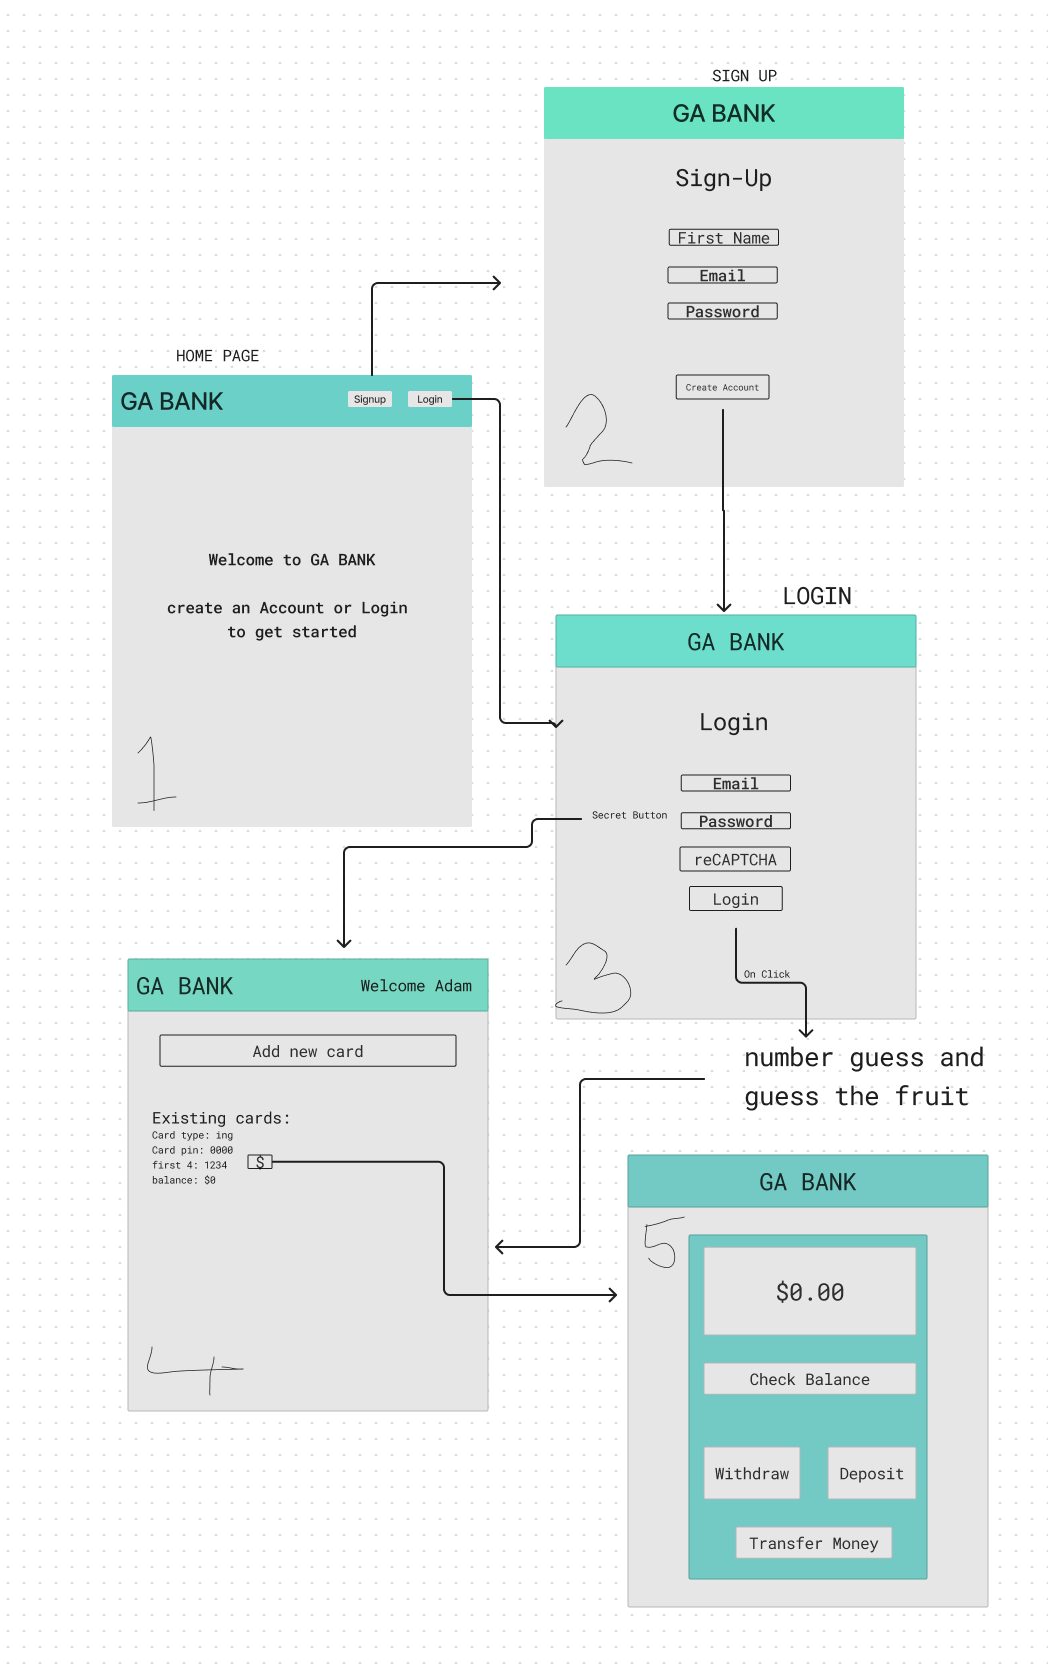 SIGN UP
GA BANK
Sign-Up
First Name
Email
Password
Create Account
2
HOME PAGE
GA BANK
Signup
Login
Welcome to GA BANK
create an Account or Login
to get started
1
LOGIN
GA BANK
Login
Email
Secret Button
Password
reCAPTCHA
Login
On Click
3
number guess and
guess the fruit
GA BANK
Welcome Adam
Add new card
Existing cards:
Card type: ing
Card pin: 0000
first 4: 1234
balance: $0
$
4
GA BANK
5
$0.00
Check Balance
Withdraw
Deposit
Transfer Money